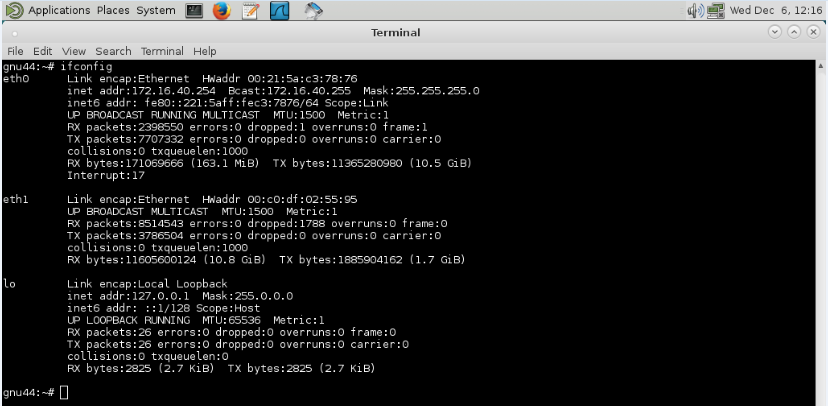 Applications Places System Wed Dec 6, 12:16
Terminal
File Edit View Search Terminal Help
gnu44:~# ifconfig
eth0 Link encap:Ethernet HWaddr 00:21:5a:c3:78:76
inet addr:172.16.40.254 Bcast:172.16.40.255 Mask:255.255.255.0
inet6 addr: fe80::221:5aff:fec3:7876/64 Scope:Link
UP BROADCAST RUNNING MULTICAST MTU:1500 Metric:1
RX packets:2398550 errors:0 dropped:1 overruns:0 frame:1
TX packets:7707332 errors:0 dropped:0 overruns:0 carrier:0
collisions:0 txqueuelen:1000
RX bytes:171069666 (163.1 MiB) TX bytes:11365280980 (10.5 GiB)
Interrupt:17
eth1 Link encap:Ethernet HWaddr 00:c0:df:02:55:95
UP BROADCAST MULTICAST MTU:1500 Metric:1
RX packets:8514543 errors:0 dropped:1788 overruns:0 frame:0
TX packets:3786504 errors:0 dropped:0 overruns:0 carrier:0
collisions:0 txqueuelen:1000
RX bytes:11605600124 (10.8 GiB) TX bytes:1885904162 (1.7 GiB)
lo Link encap:Local Loopback
inet addr:127.0.0.1 Mask:255.0.0.0
inet6 addr: ::1/128 Scope:Host
UP LOOPBACK RUNNING MTU:65536 Metric:1
RX packets:26 errors:0 dropped:0 overruns:0 frame:0
TX packets:26 errors:0 dropped:0 overruns:0 carrier:0
collisions:0 txqueuelen:0
RX bytes:2825 (2.7 KiB) TX bytes:2825 (2.7 KiB)
gnu44:~#